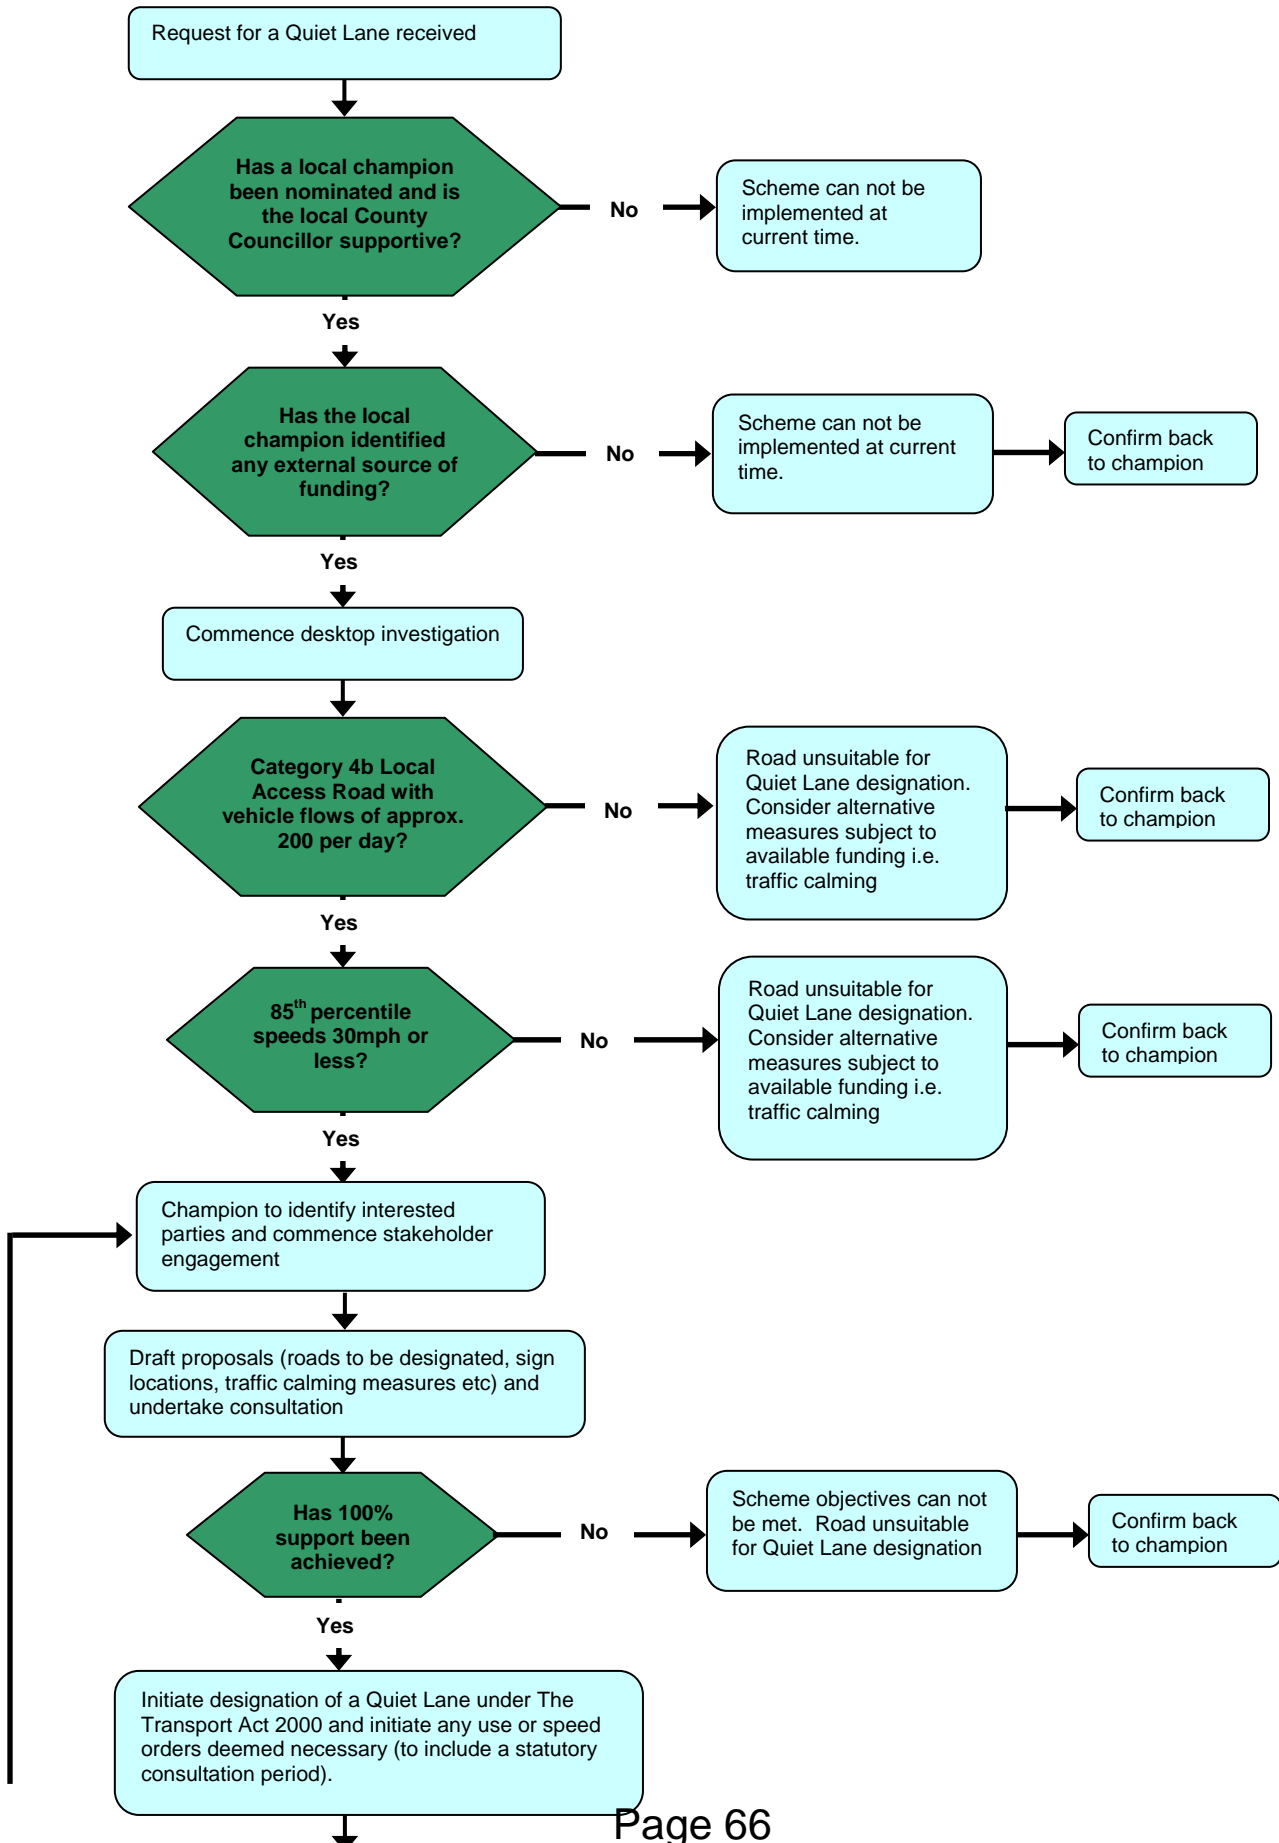 Request for a Quiet Lane received
Has a local champion
been nominated and is
the local County
Councillor supportive?
No
Scheme can not be
implemented at
current time.
Yes
Has the local
champion identified
any external source of
funding?
No
Scheme can not be
implemented at current
time.
Confirm back
to champion
Yes
Commence desktop investigation
Category 4b Local
Access Road with
vehicle flows of approx.
200 per day?
No
Road unsuitable for
Quiet Lane designation.
Consider alternative
measures subject to
available funding i.e.
traffic calming
Confirm back
to champion
Yes
85th percentile
speeds 30mph or
less?
No
Road unsuitable for
Quiet Lane designation.
Consider alternative
measures subject to
available funding i.e.
traffic calming
Confirm back
to champion
Yes
Champion to identify interested
parties and commence stakeholder
engagement
Draft proposals (roads to be designated, sign
locations, traffic calming measures etc) and
undertake consultation
Has 100%
support been
achieved?
No
Scheme objectives can not
be met.  Road unsuitable
for Quiet Lane designation
Confirm back
to champion
Yes
Initiate designation of a Quiet Lane under The
Transport Act 2000 and initiate any use or speed
orders deemed necessary (to include a statutory
consultation period).
Page 66